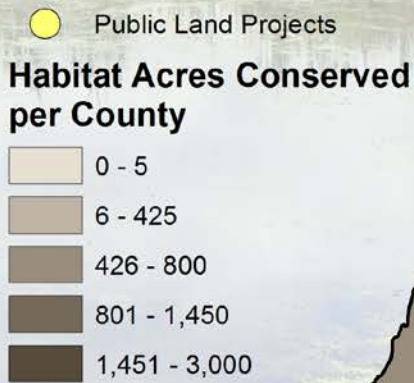 Public Land Projects
Habitat Acres Conserved
per County
0 - 5
6 - 425
426 - 800
801 - 1,450
1,451 - 3,000